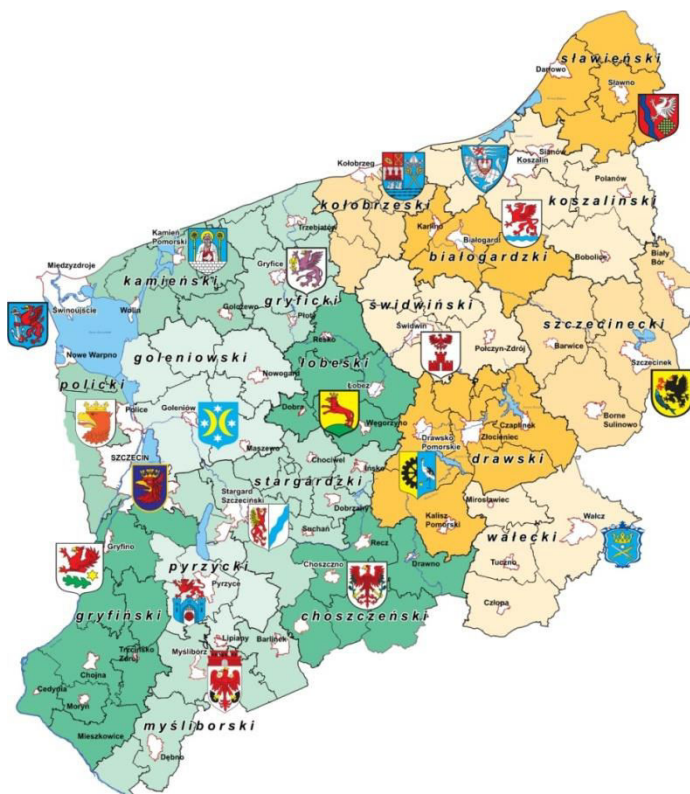 sławieński
Darłowo
Sławno
Sianów
Koszalin
Kołobrzeg
Polanów
kołobrzeski
koszaliński
Kamień
Pomorski
Trzebiatów
Karlino
Białogard
białogardzki
Bobolice
Biały
Bór
Międzyzdroje
Gryfice
kamieński
gryficki
świdwiński
Świnoujście
Wolin
Golczewo
Płoty
szczecinecki
Świdwin
Resko
Połczyn-Zdrój
Barwice
Szczecinek
Nowe Warpno
goleniowski
łobeski
Nowogard
Łobez
policki
Police
Goleniów
Dobra
Węgorzyno
Czaplinek
Borne
Sulinowo
Drawsko
Pomorskie
Złocieniec
Maszewo
Chociwel
Ińsko
drawski
SZCZECIN
stargardzki
Stargard
Szczeciński
Dobrzany
Mirosławiec
Kalisz
Pomorski
Wałcz
Suchań
wałecki
Gryfino
Recz
Drawno
Choszczno
Tuczno
pyrzycki
Pyrzyce
Człopa
gryfiński
choszczeński
Lipiany
Barlinek
Myślibórz
Trzcińsko
Zdrój
Chojna
Cedynia
Moryń
Mieszkowice
myśliborski
Dębno